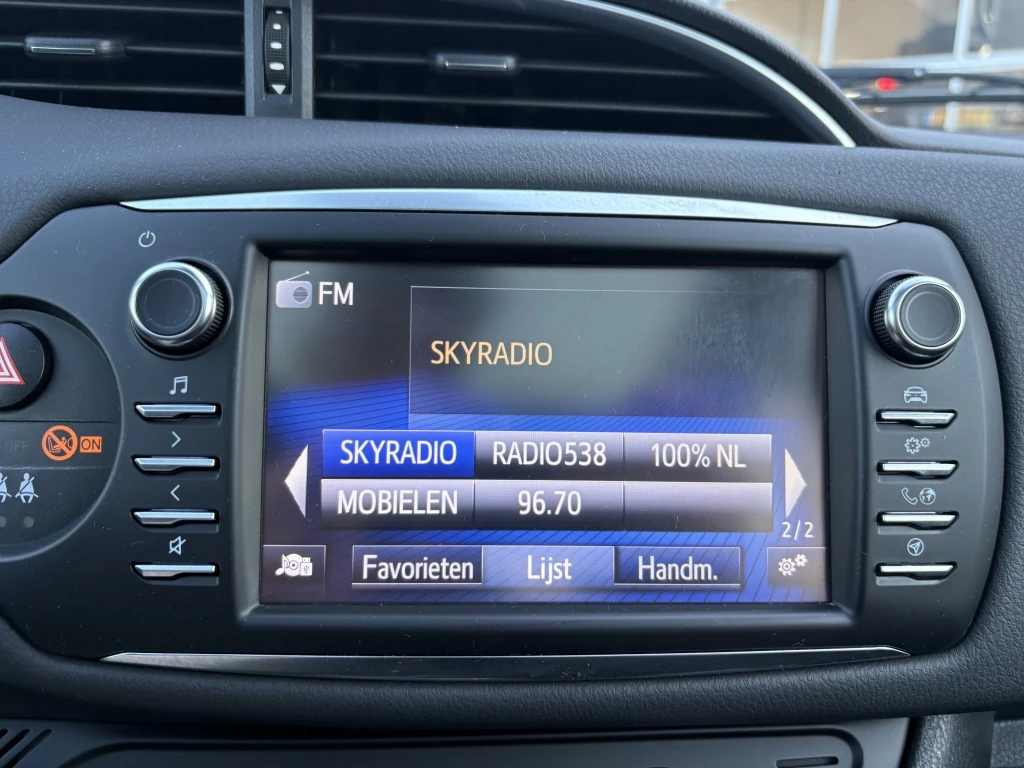 FM
SKYRADIO
SKYRADIO RADIO538 100% NL
MOBIELEN 96.70
2/2
Favorieten Lijst Handm.
OFF
ON